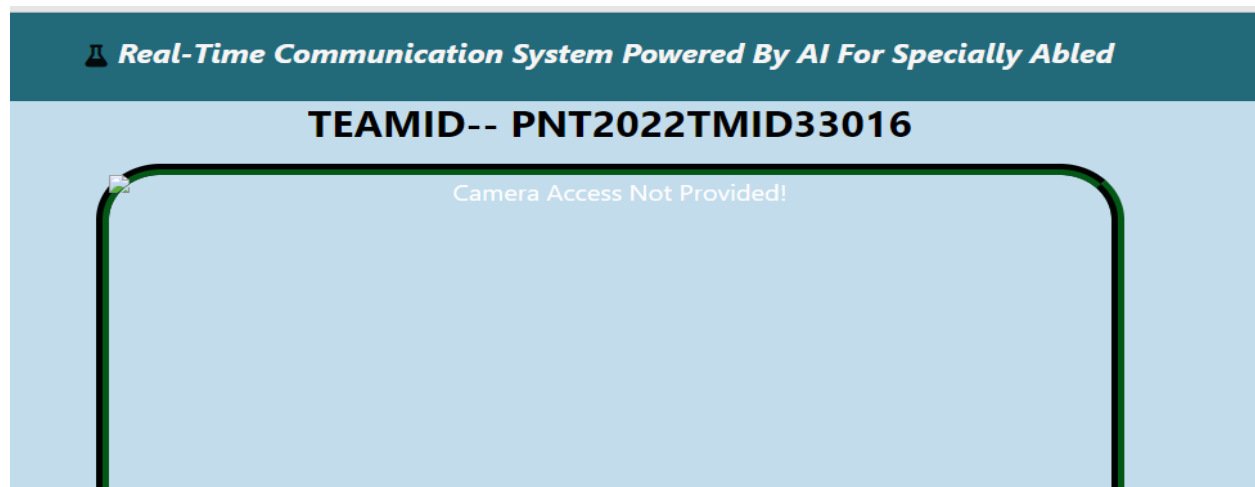 Real-Time Communication System Powered By AI For Specially Abled
TEAMID-- PNT2022TMID33016
Camera Access Not Provided!